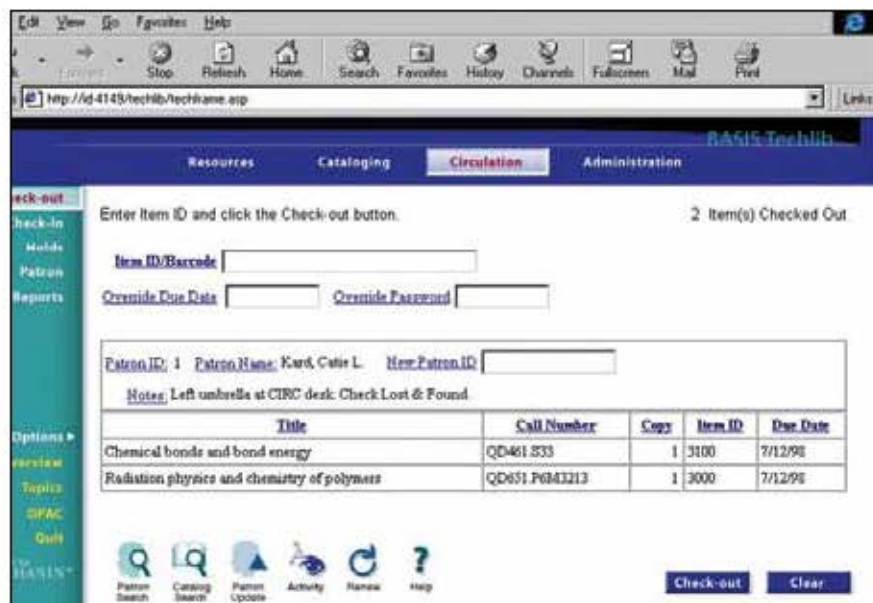 Edit View Go Favorites Help
Stop Refresh Home Search Favorites History Channels Fullscreen Mail Print
http://id-4149/techlib/techframe.asp Links
BASIS Techlib
Resources Cataloging Circulation Administration
eck-out
heck-in
Holds
Patron
Reports
Options
verview
Topics
OPAC
Quit
BASIS
Enter Item ID and click the Check-out button. 2 Item(s) Checked Out
Item ID/Barcode
Override Due Date Override Password
Patron ID: 1 Patron Name: Kard, Catie L. New Patron ID
Notes: Left umbrella at CIRC desk. Check Lost & Found
Title Call Number Copy Item ID Due Date
Chemical bonds and bond energy QD461.S33 1 3100 7/12/98
Radiation physics and chemistry of polymers QD651.P6M3213 1 3000 7/12/98
Patron Search Catalog Search Patron Update Activity Renew Help
Check-out Clear